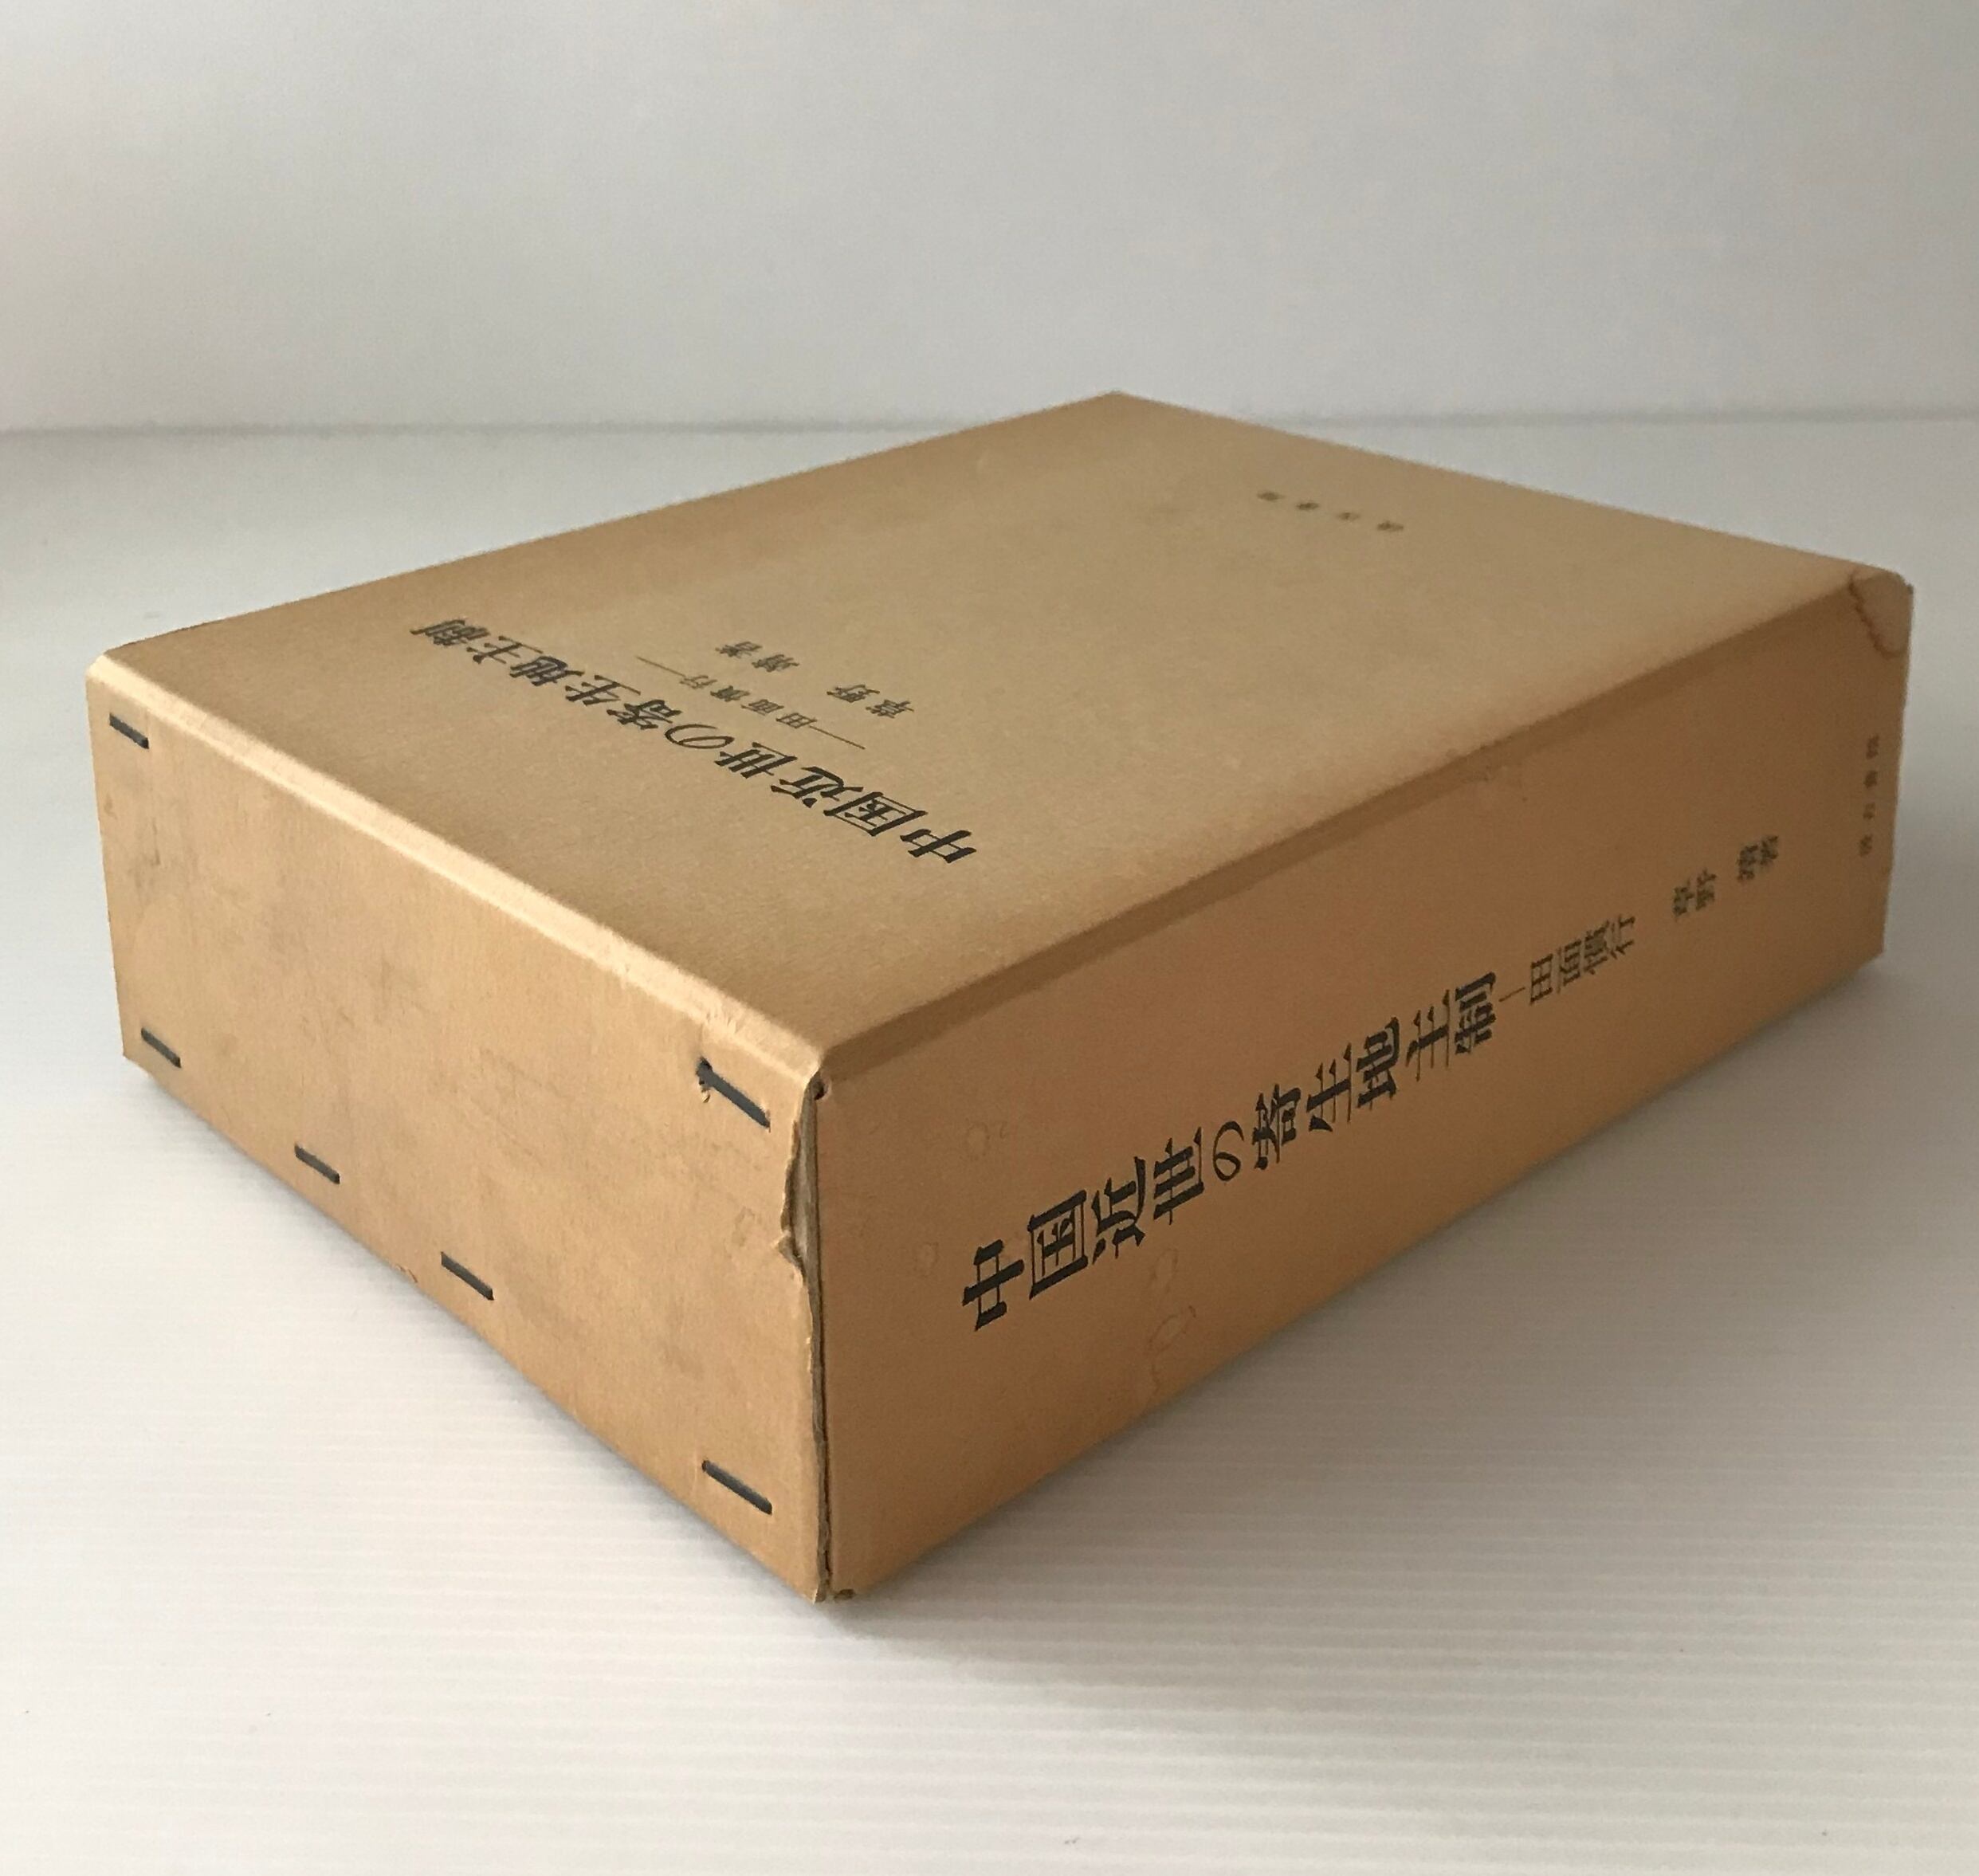 中国近世の寄生地主制
―田面慣行―
草野 靖著
汲古書院
中国近世の寄生地主制―田面慣行 草野 靖著 汲古書院